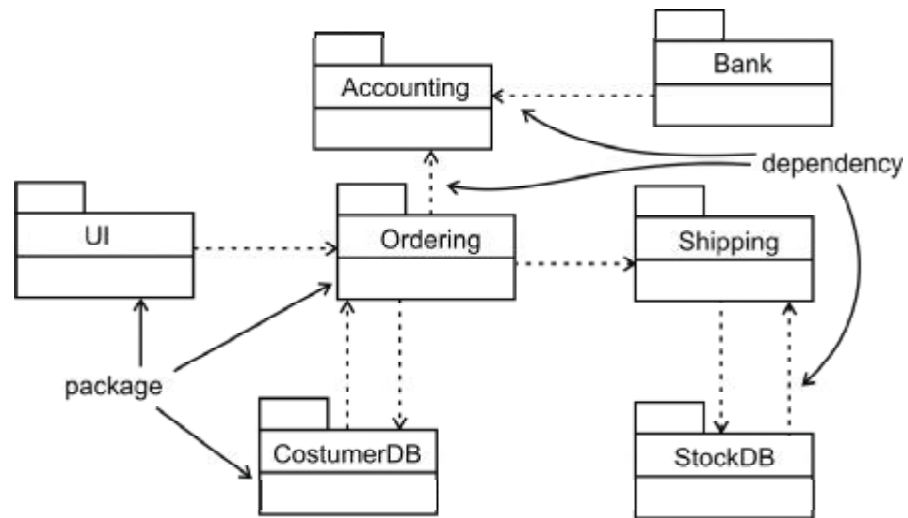 Bank
Accounting
dependency
UI
Ordering
Shipping
package
CostumerDB
StockDB